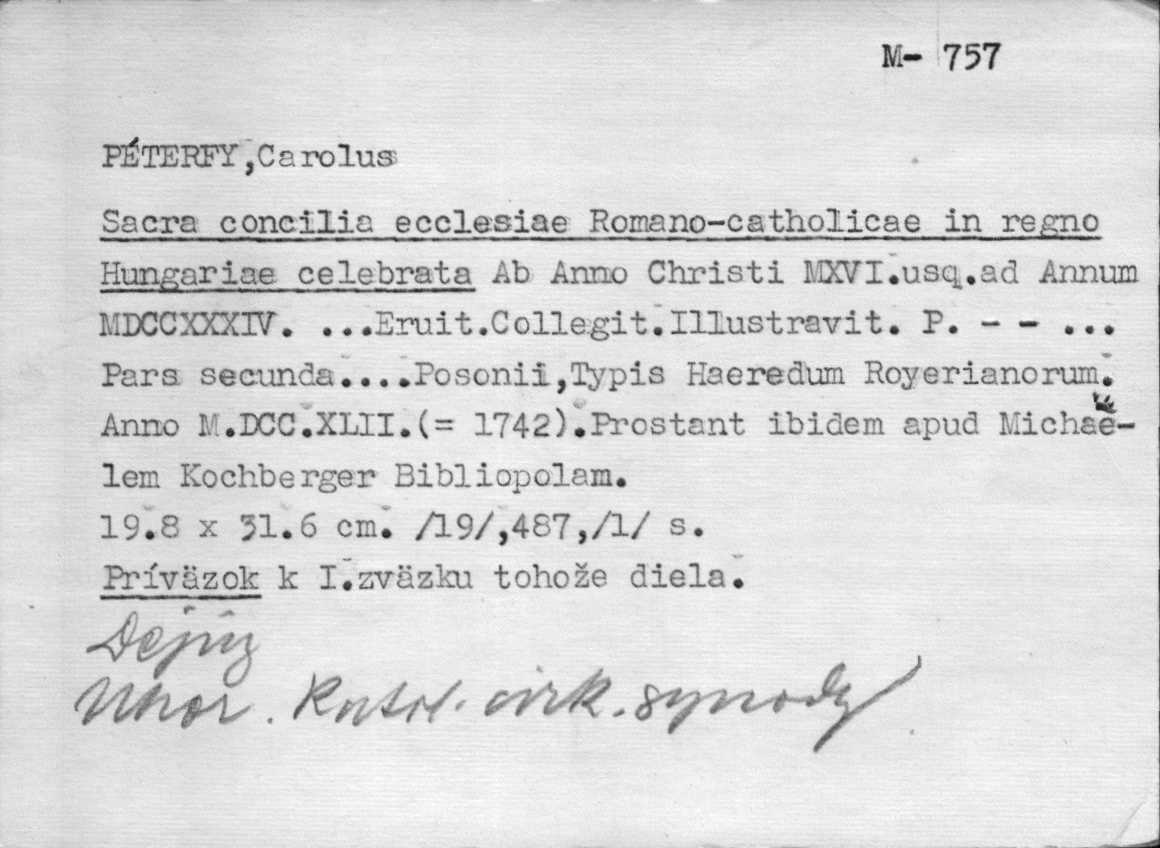 M- 757
PÉTERFY,Carolus
Sacra concilia ecclesiae Romano-catholicae in regno
Hungariae celebrata Ab Anno Christi MXVI.usq.ad Annum
MDCCXXXIV. ...Eruit.Collegit.Illustravit. P. - - ...
Pars secunda....Posonii,Typis Haeredum Royerianorum.
Anno M.DCC.XLII.(= 1742).Prostant ibidem apud Michae-
lem Kochberger Bibliopolam.
19.8 x 31.6 cm. /19/,487,/1/ s.
Príväzok k I.zväzku tohože diela.
Dejiny
Uhor. Katol. cirk. synody